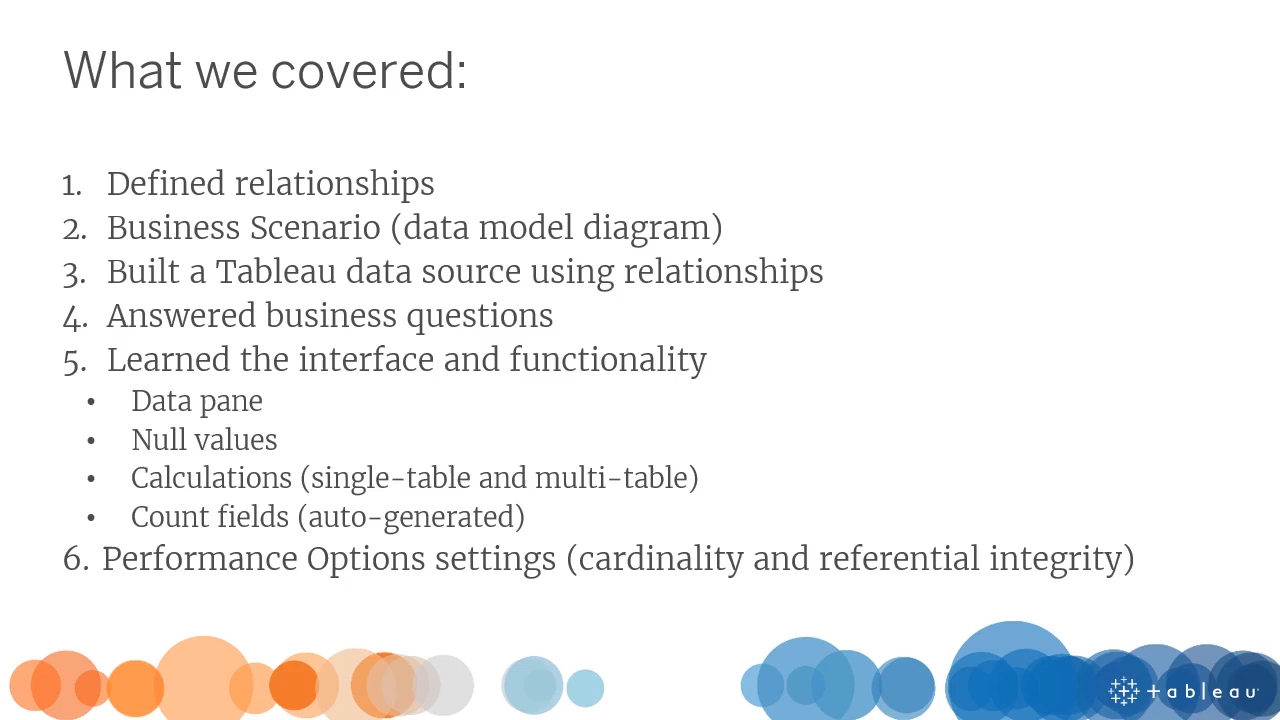 What we covered:
1. Defined relationships
2. Business Scenario (data model diagram)
3. Built a Tableau data source using relationships
4. Answered business questions
5. Learned the interface and functionality
• Data pane
• Null values
• Calculations (single-table and multi-table)
• Count fields (auto-generated)
6. Performance Options settings (cardinality and referential integrity)
+ableau